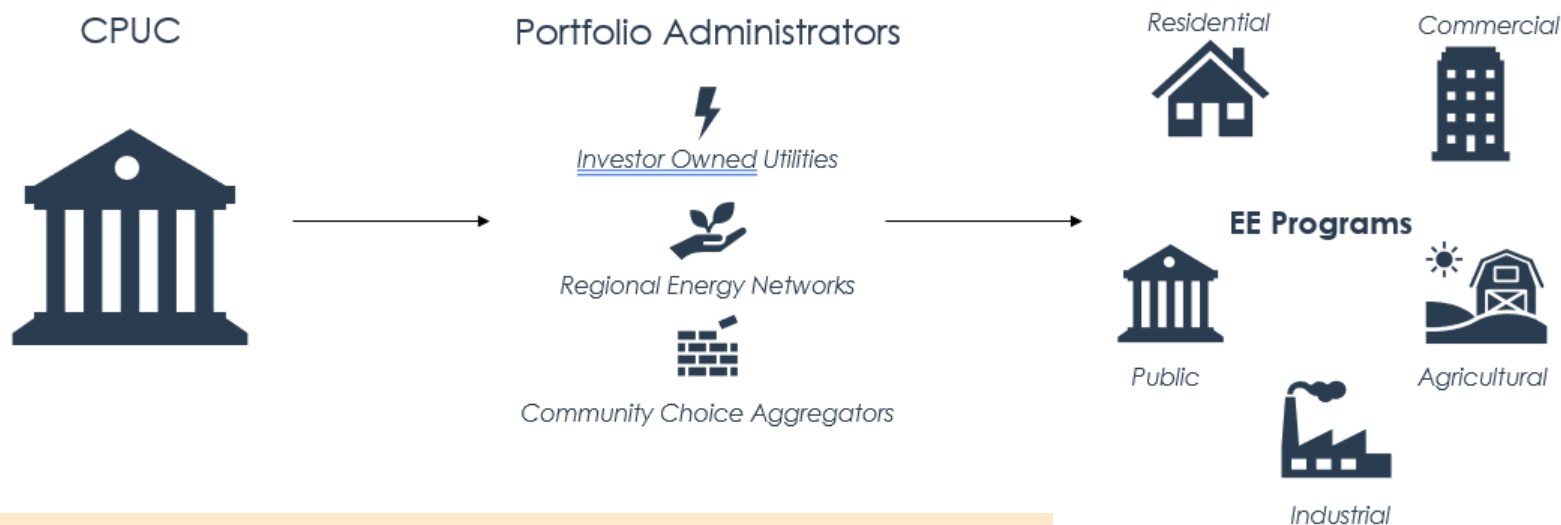 CPUC
Portfolio Administrators
Investor Owned Utilities
Regional Energy Networks
Community Choice Aggregators
Residential
Commercial
EE Programs
Public
Agricultural
Industrial